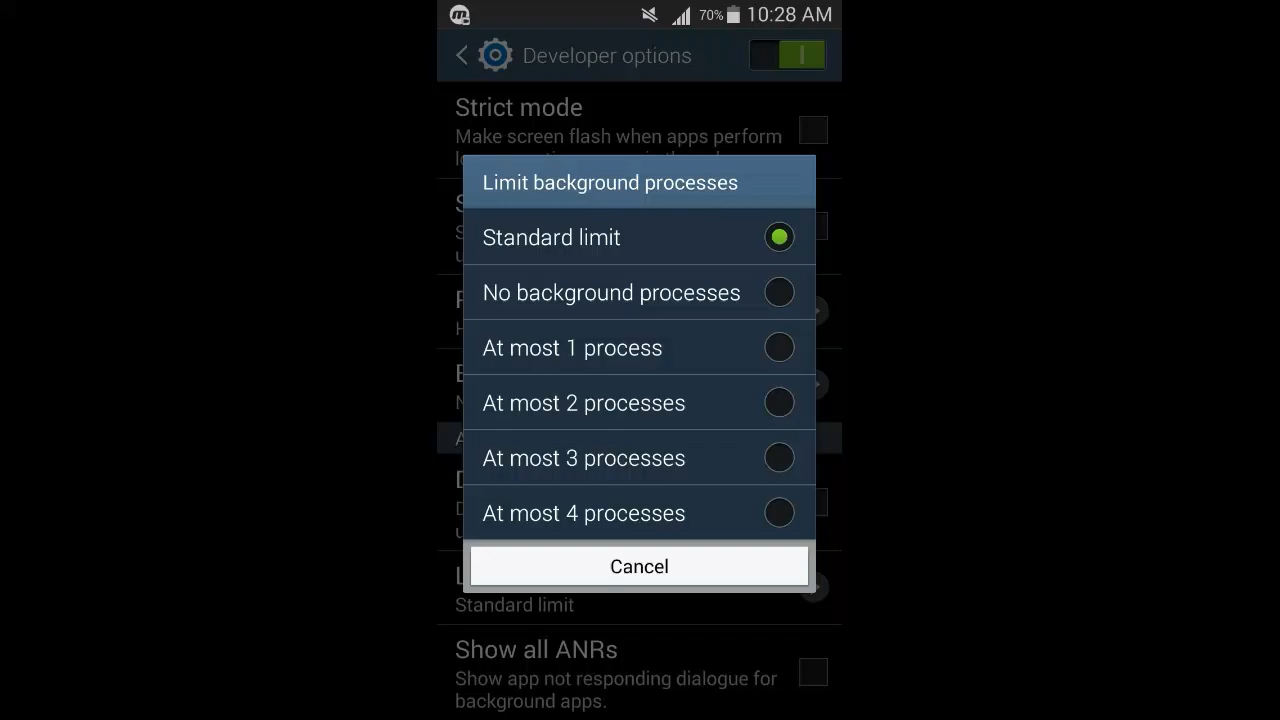 70% 10:28 AM
Developer options
Strict mode
Make screen flash when apps perform
Limit background processes
Standard limit
No background processes
At most 1 process
At most 2 processes
At most 3 processes
At most 4 processes
Cancel
Standard limit
Show all ANRs
Show app not responding dialogue for
background apps.